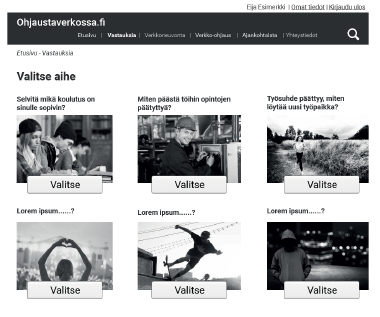 Eija Esimerkki | Omat tiedot | Kirjaudu ulos
Ohjaustaverkossa.fi
Etusivu | Vastauksia | Verkkoneuvonta | Verkko-ohjaus | Ajankohtaista | Yhteystiedot
Etusivu - Vastauksia
Valitse aihe
Selvitä mikä koulutus on
sinulle sopivin?
Valitse
Miten päästä töihin opintojen
päätyttyä?
Valitse
Työsuhde päättyy, miten
löytää uusi työpaikka?
Valitse
Lorem ipsum......?
Valitse
Lorem ipsum......?
Valitse
Lorem ipsum......?
Valitse